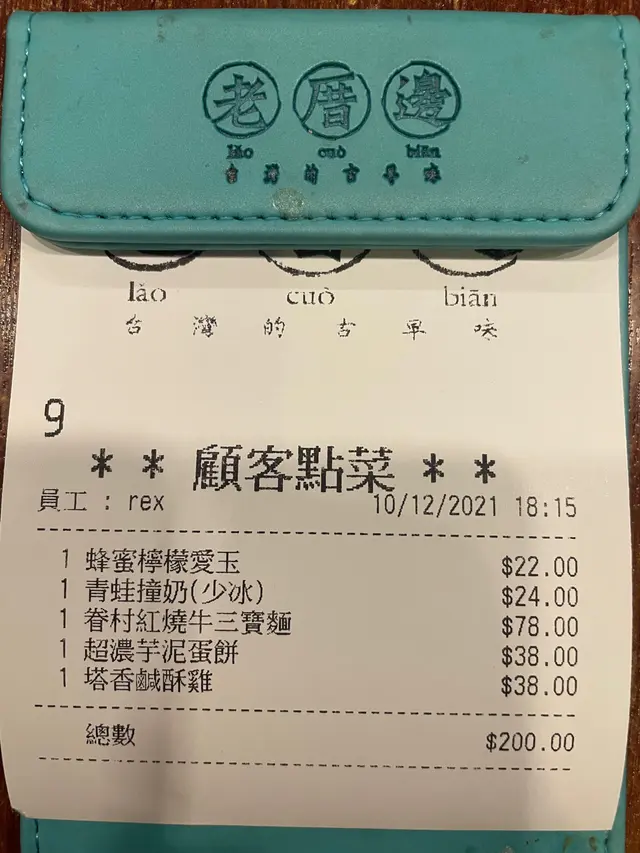 老厝邊
lǎo cuò biān
台灣的古早味
lǎo cuò biān
台灣的古早味
9
** 顧客點菜 **
員工 : rex 10/12/2021 18:15
1 蜂蜜檸檬愛玉 $22.00
1 青蛙撞奶(少冰) $24.00
1 眷村紅燒牛三寶麵 $78.00
1 超濃芋泥蛋餅 $38.00
1 塔香鹹酥雞 $38.00
總數 $200.00